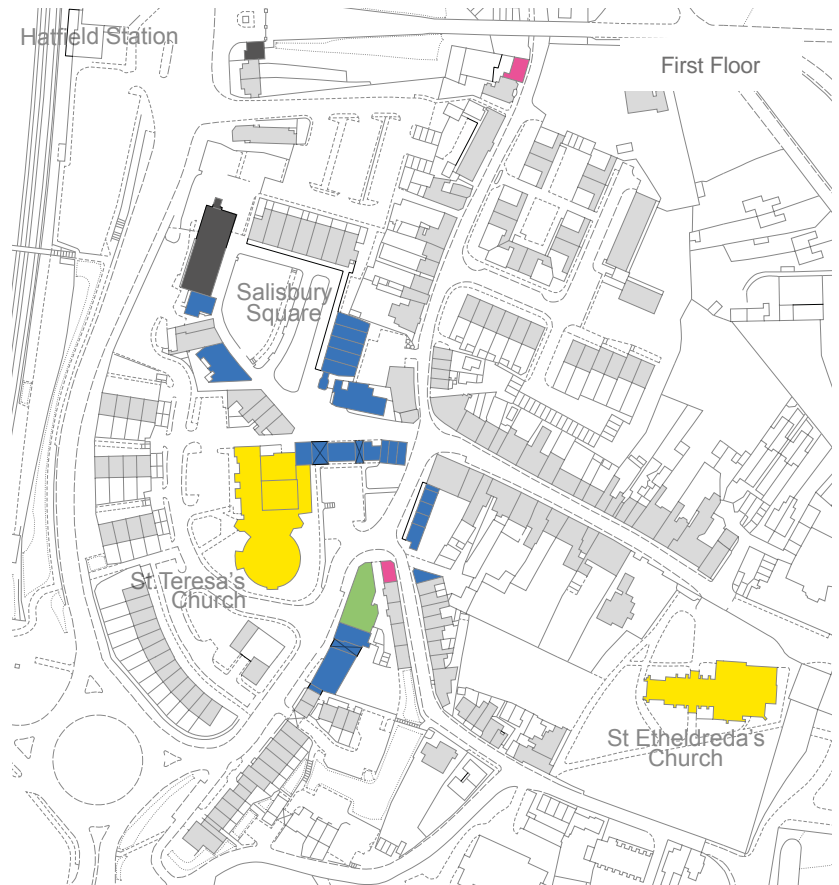 Hatfield Station
First Floor
Salisbury
Square
St.Teresa's
Church
St Etheldreda's
Church